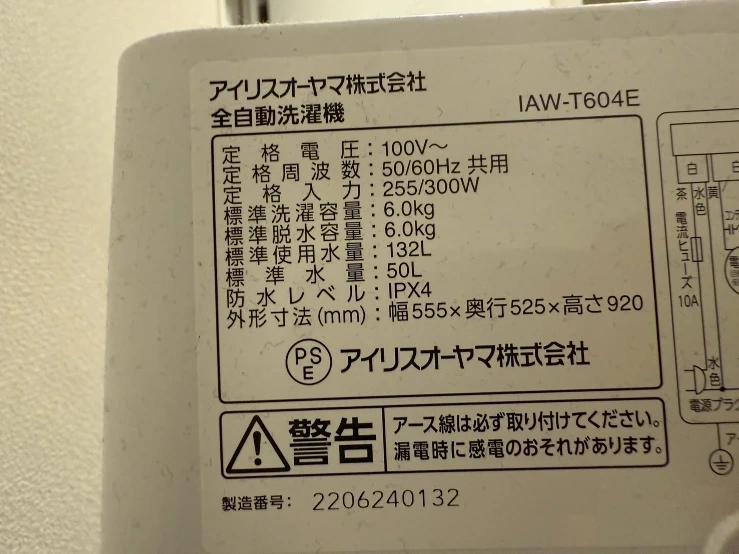 アイリスオーヤマ株式会社
全自動洗濯機
IAW-T604E
定格電圧：100V～
定格周波数：50/60Hz 共用
定格入力：255/300W
標準洗濯容量：6.0kg
標準脱水容量：6.0kg
標準使用水量：132L
標準水量：50L
防水レベル：IPX4
外形寸法(mm)：幅555×奥行525×高さ920
PS
E
アイリスオーヤマ株式会社
警告
アース線は必ず取り付けてください。
漏電時に感電のおそれがあります。
製造番号： 2206240132
白
茶
水色
黄
電流ヒューズ
10A
水色
電源プラ